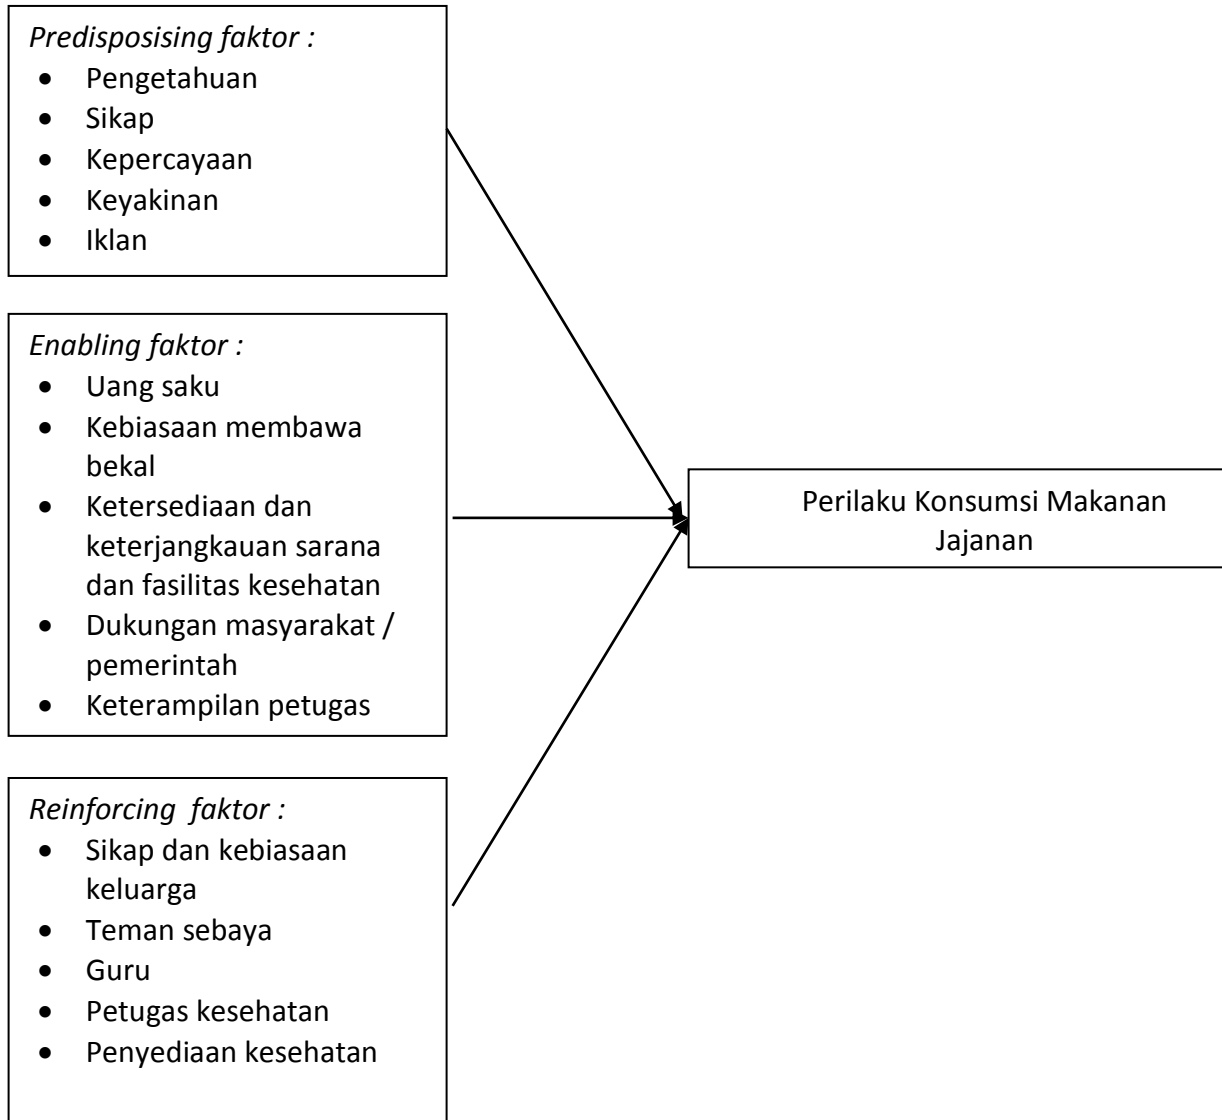 Predisposising faktor :
• Pengetahuan
• Sikap
• Kepercayaan
• Keyakinan
• Iklan
Enabling faktor :
• Uang saku
• Kebiasaan membawa
bekal
• Ketersediaan dan
keterjangkauan sarana
dan fasilitas kesehatan
• Dukungan masyarakat /
pemerintah
• Keterampilan petugas
Reinforcing faktor :
• Sikap dan kebiasaan
keluarga
• Teman sebaya
• Guru
• Petugas kesehatan
• Penyediaan kesehatan
Perilaku Konsumsi Makanan
Jajanan